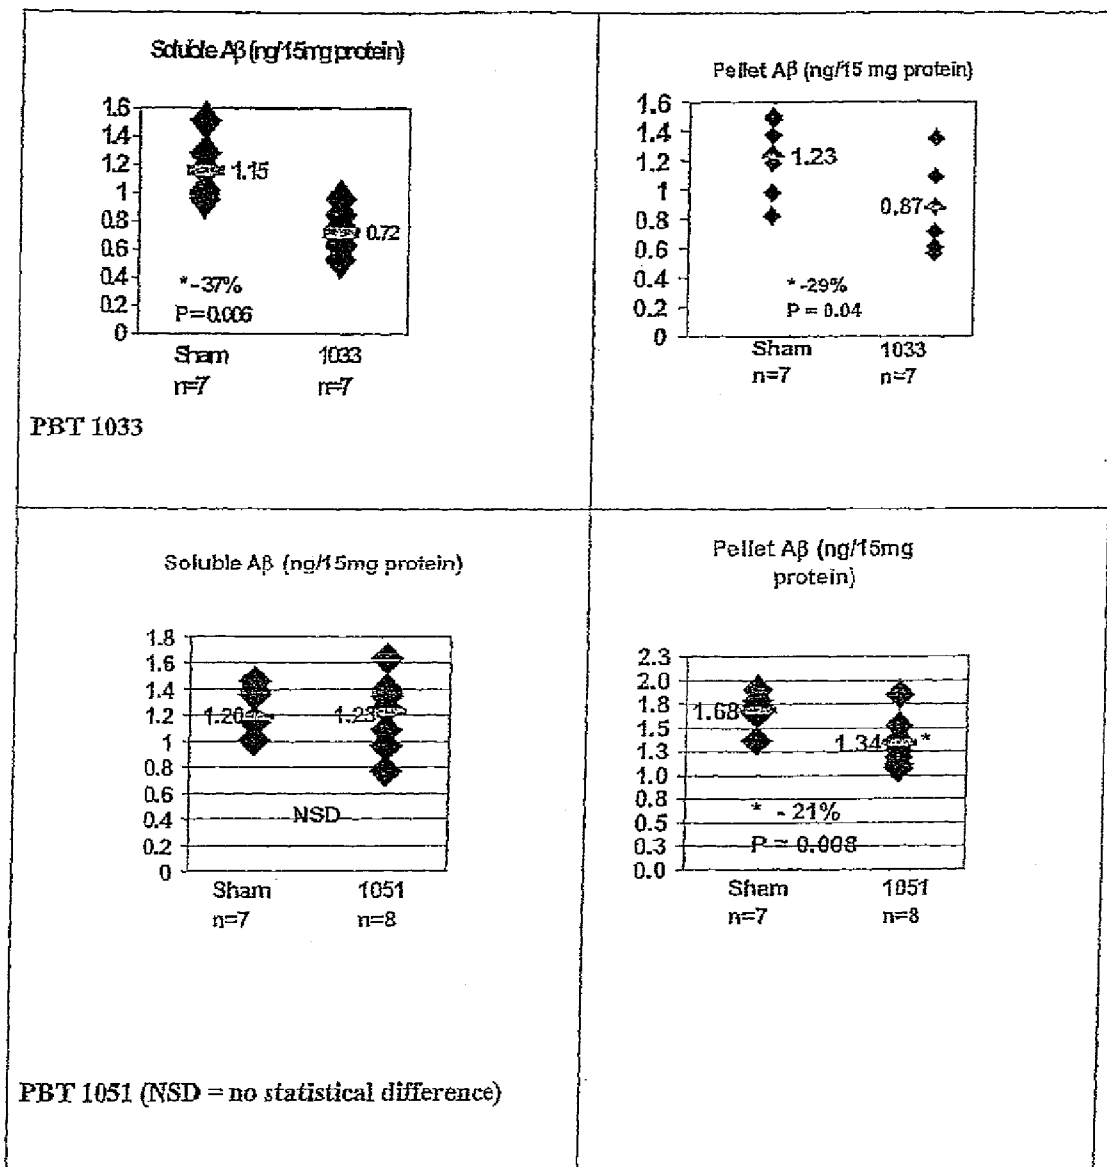 Soluble Aβ (ng/15mg protein)
1.6
1.4
1.2
1
0.8
0.6
0.4
0.2
0
1.15
0.72
* -37%
P = 0.006
Sham
n=7
1033
n=7
PBT 1033
Pellet Aβ (ng/15 mg protein)
1.6
1.4
1.2
1
0.8
0.6
0.4
0.2
0
1.23
0.87
* -29%
P = 0.04
Sham
n=7
1033
n=7
Soluble Aβ (ng/15mg protein)
1.8
1.6
1.4
1.2
1
0.8
0.6
0.4
0.2
0
1.20
1.23
NSD
Sham
n=7
1051
n=8
Pellet Aβ (ng/15mg
protein)
2.3
2.0
1.8
1.5
1.3
1.0
0.8
0.5
0.3
0.0
1.68
1.34 *
* - 21%
P = 0.008
Sham
n=7
1051
n=8
PBT 1051 (NSD = no statistical difference)